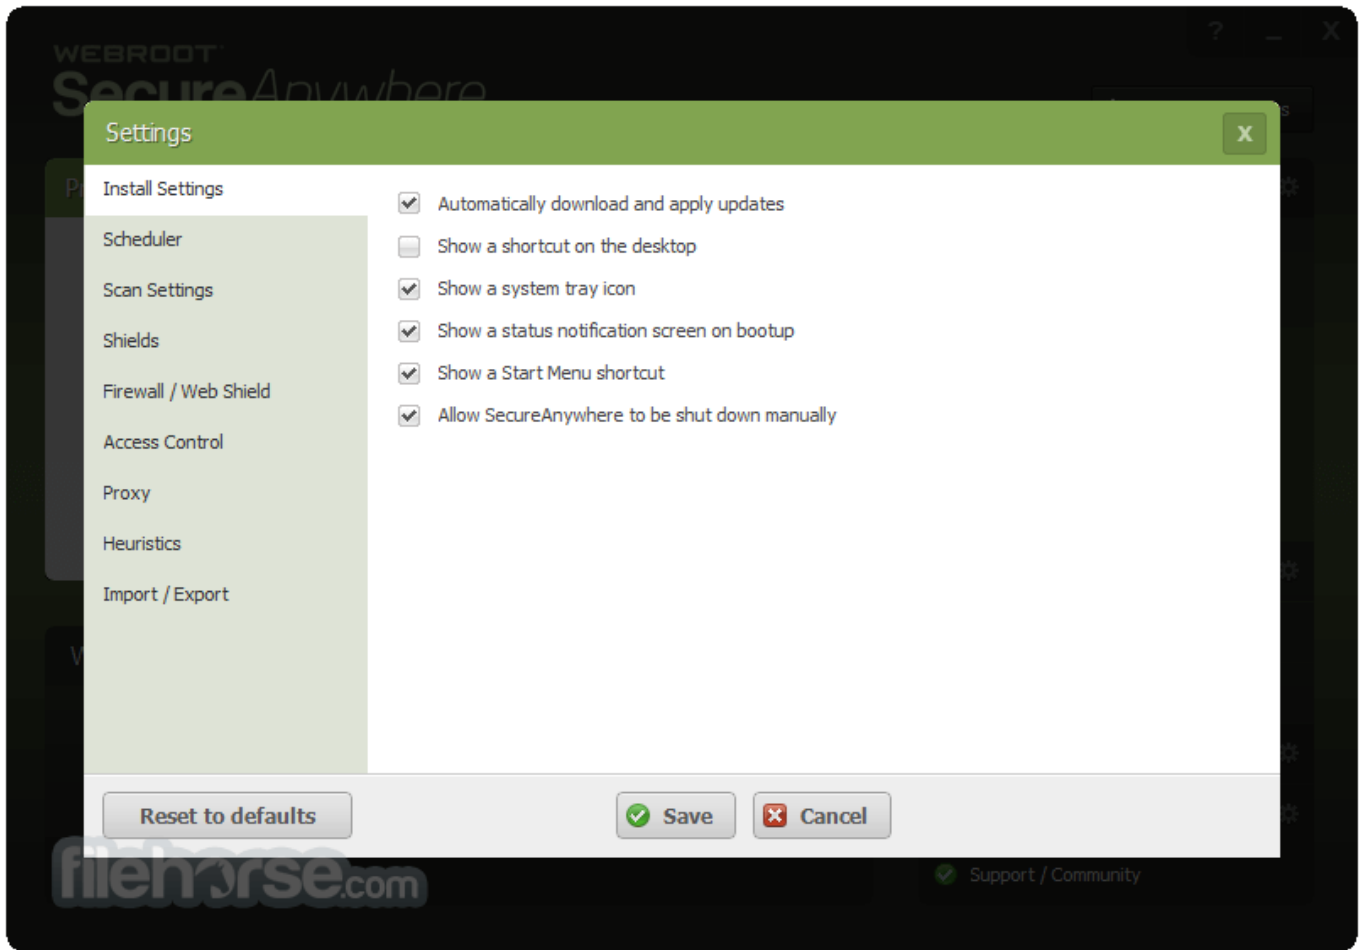 WEBROOT
SecureAnywhere
Settings
Install Settings
Scheduler
Scan Settings
Shields
Firewall / Web Shield
Access Control
Proxy
Heuristics
Import / Export
Automatically download and apply updates
Show a shortcut on the desktop
Show a system tray icon
Show a status notification screen on bootup
Show a Start Menu shortcut
Allow SecureAnywhere to be shut down manually
Reset to defaults
Save
Cancel
filehorse.com
Support / Community